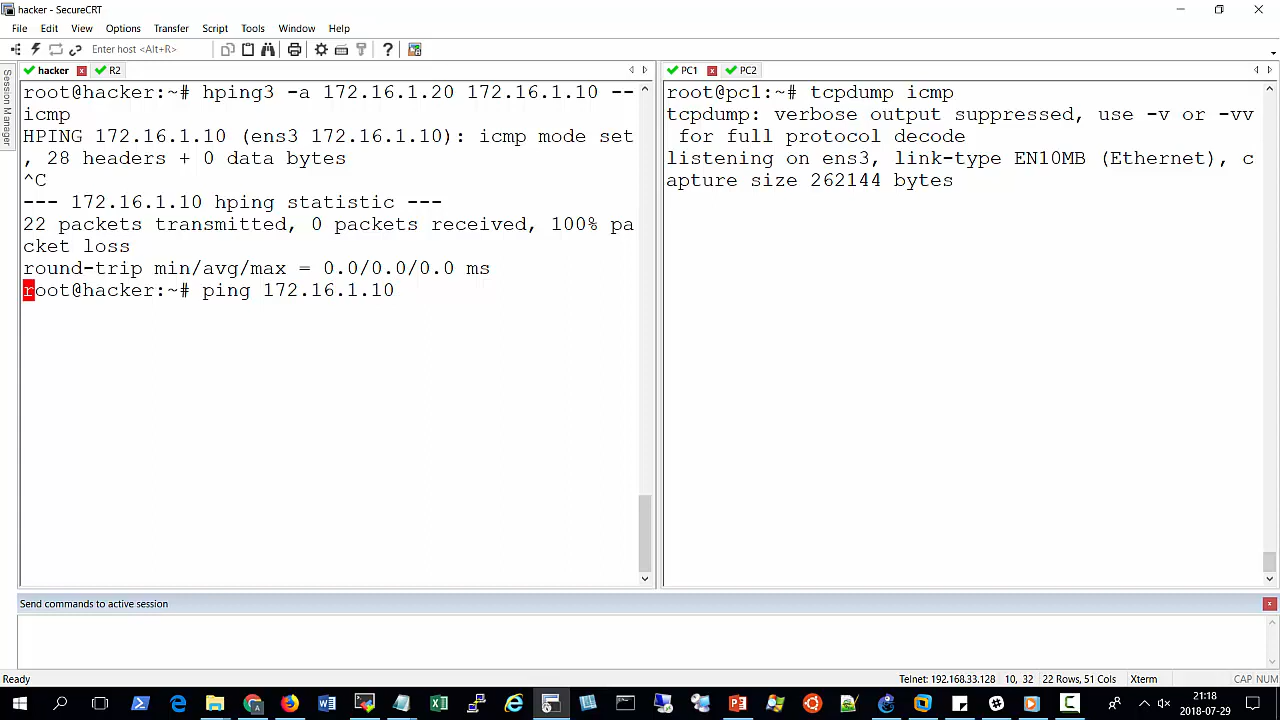 hacker - SecureCRT
File Edit View Options Transfer Script Tools Window Help
Enter host <Alt+R>
Session Manager
hacker R2
root@hacker:~# hping3 -a 172.16.1.20 172.16.1.10 --
icmp
HPING 172.16.1.10 (ens3 172.16.1.10): icmp mode set
, 28 headers + 0 data bytes
^C
--- 172.16.1.10 hping statistic ---
22 packets transmitted, 0 packets received, 100% pa
cket loss
round-trip min/avg/max = 0.0/0.0/0.0 ms
root@hacker:~# ping 172.16.1.10
PC1 PC2
root@pc1:~# tcpdump icmp
tcpdump: verbose output suppressed, use -v or -vv
for full protocol decode
listening on ens3, link-type EN10MB (Ethernet), c
apture size 262144 bytes
Send commands to active session
Ready Telnet: 192.168.33.128 10, 32 22 Rows, 51 Cols Xterm CAP NUM
21:18
2018-07-29